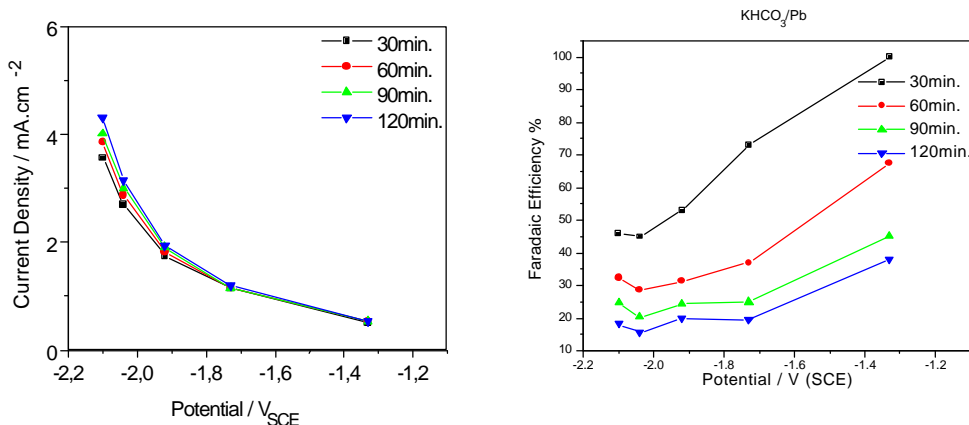 6
4
2
0
Current Density / mA.cm -2
30min.
60min.
90min.
120min.
-2,2
-2,0
-1,8
-1,6
-1,4
-1,2
Potential / V_SCE
KHCO₃/Pb
100
90
80
70
60
50
40
30
20
10
Faradaic Efficiency %
30min.
60min.
90min.
120min.
-2.2
-2.0
-1.8
-1.6
-1.4
-1.2
Potential / V (SCE)